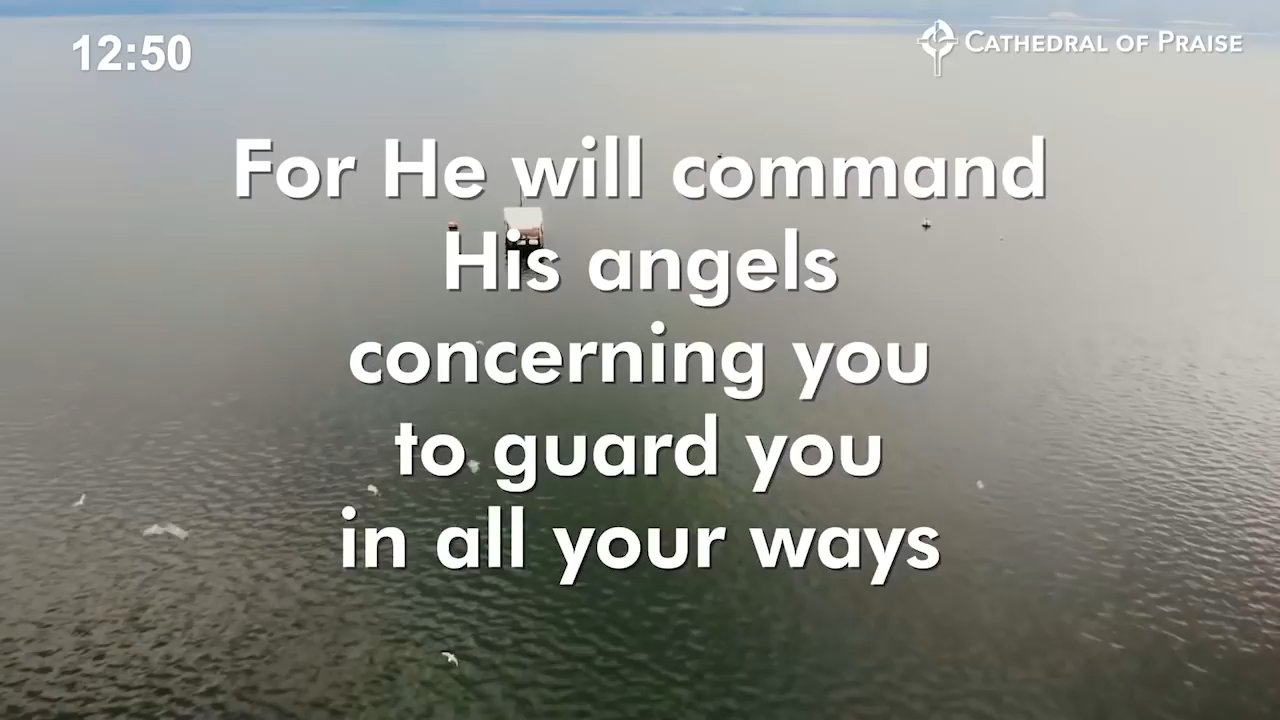 12:50
CATHEDRAL OF PRAISE
For He will command
His angels
concerning you
to guard you
in all your ways